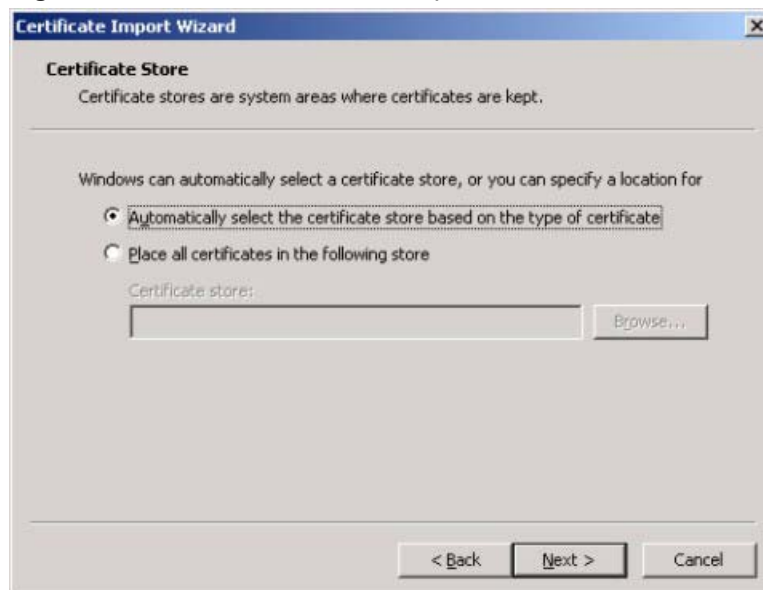 Certificate Import Wizard
Certificate Store
Certificate stores are system areas where certificates are kept.
Windows can automatically select a certificate store, or you can specify a location for
Automatically select the certificate store based on the type of certificate
Place all certificates in the following store
Certificate store:
Browse...
< Back
Next >
Cancel